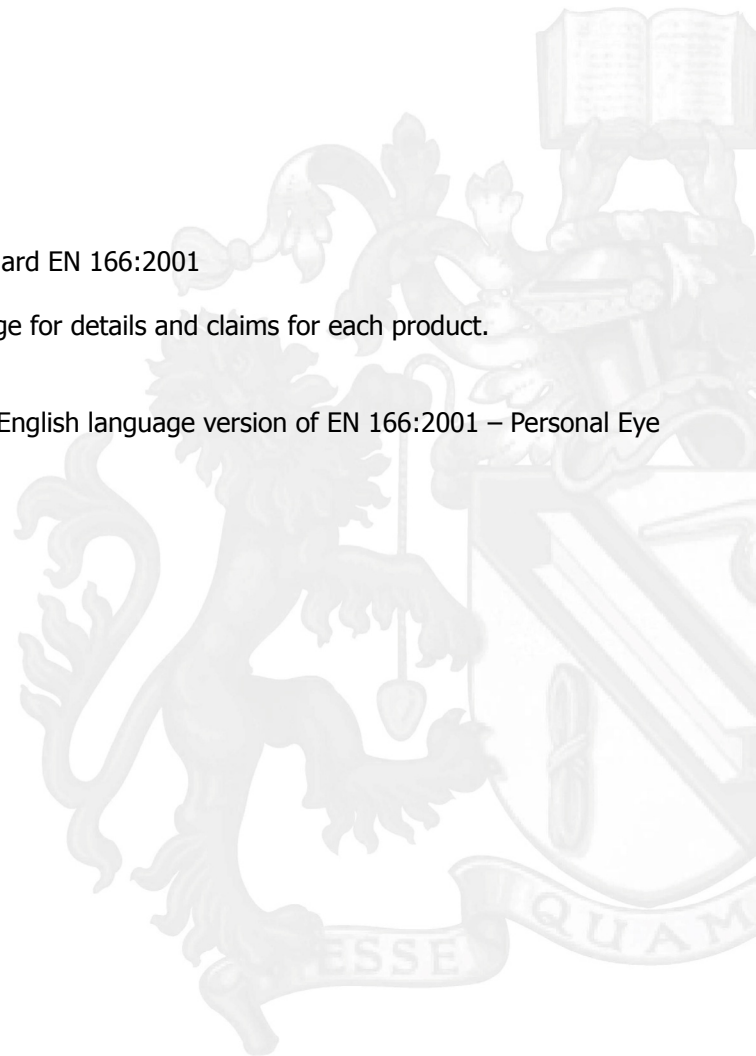 ard EN 166:2001
ge for details and claims for each product.
English language version of EN 166:2001 – Personal Eye
ESSE QUAM